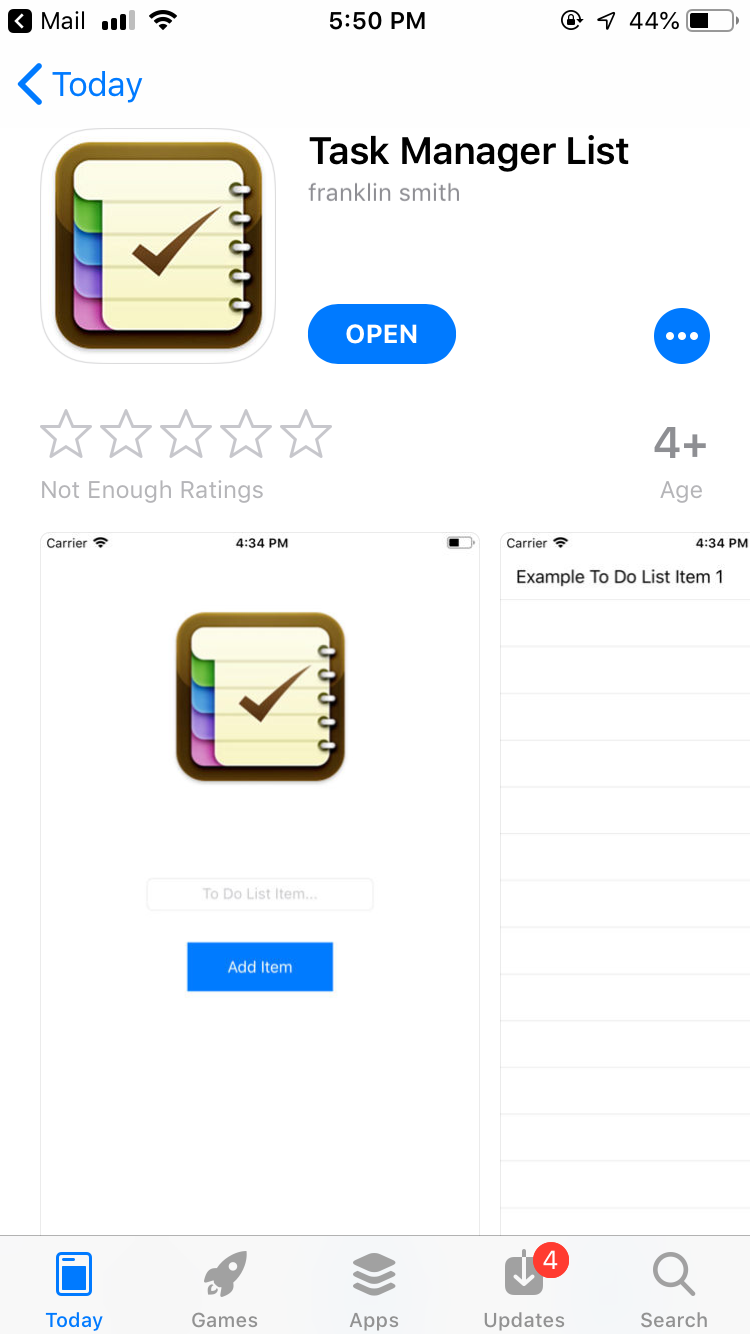 Mail 5:50 PM 44%
Today
Task Manager List
franklin smith
OPEN
Not Enough Ratings
4+
Age
Carrier 4:34 PM
To Do List Item...
Add Item
Carrier 4:34 PM
Example To Do List Item 1
4
Today Games Apps Updates Search